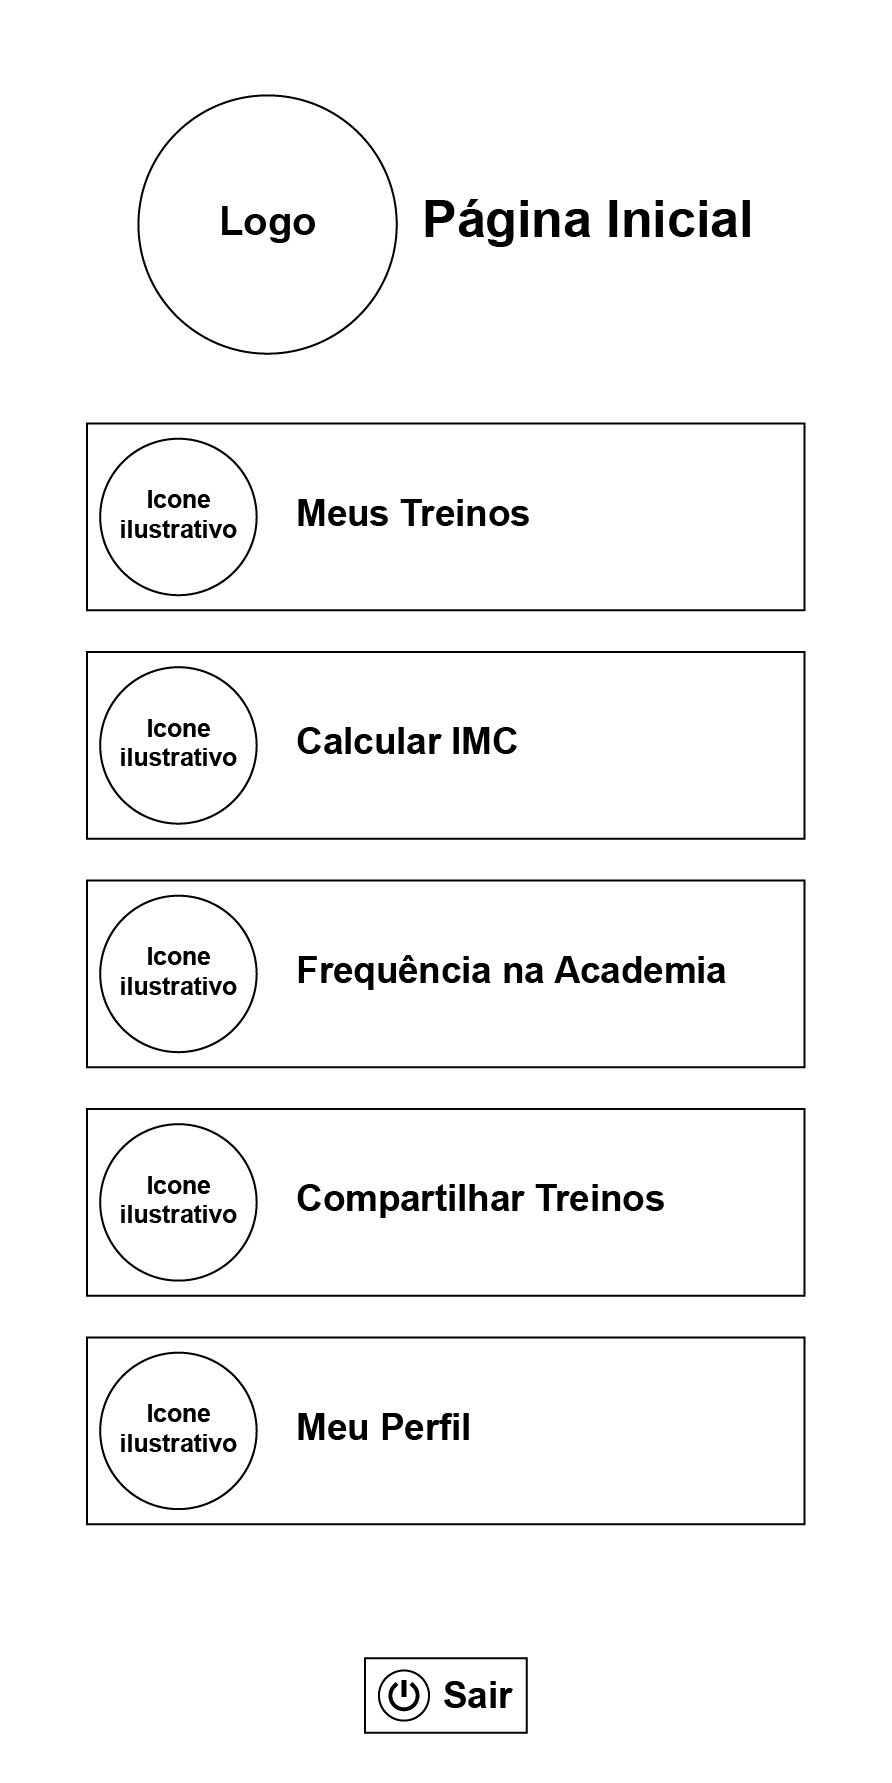 Logo
Página Inicial
Icone
ilustrativo
Meus Treinos
Icone
ilustrativo
Calcular IMC
Icone
ilustrativo
Frequência na Academia
Icone
ilustrativo
Compartilhar Treinos
Icone
ilustrativo
Meu Perfil
Sair